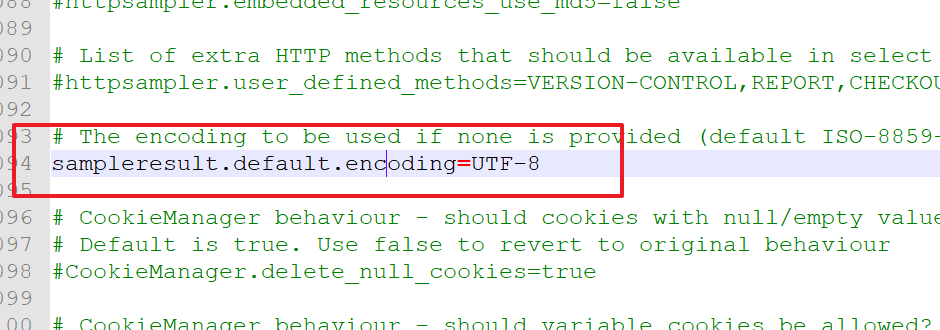 088 #httpsampler.embedded_resources_use_md5=false
089
090 # List of extra HTTP methods that should be available in select
091 #httpsampler.user_defined_methods=VERSION-CONTROL,REPORT,CHECKOU
092
093 # The encoding to be used if none is provided (default ISO-8859-
094 sampleresult.default.encoding=UTF-8
095
096 # CookieManager behaviour - should cookies with null/empty value
097 # Default is true. Use false to revert to original behaviour
098 #CookieManager.delete_null_cookies=true
099
100 # CookieManager behaviour - should variable cookies be allowed?